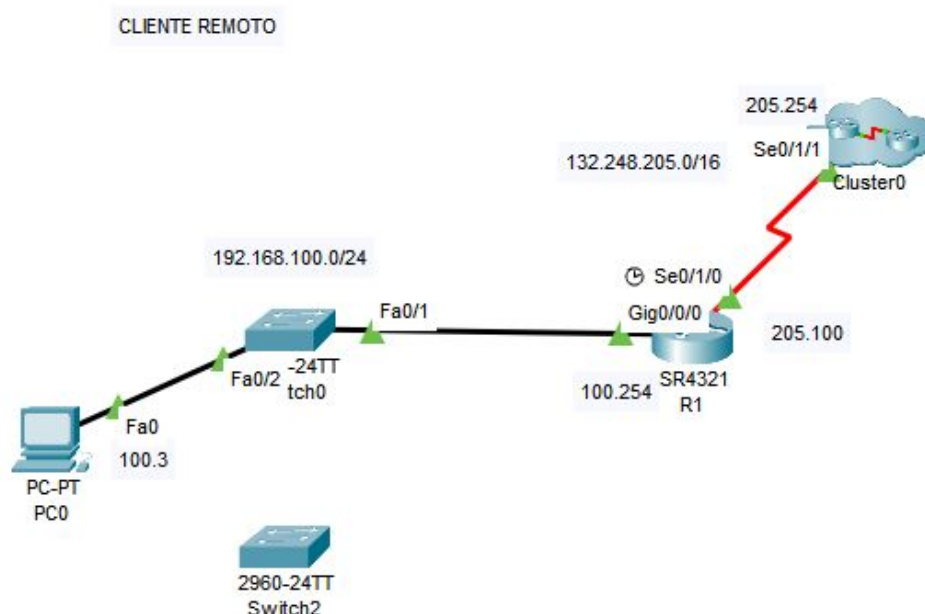 CLIENTE REMOTO
205.254
Se0/1/1
132.248.205.0/16
Cluster0
192.168.100.0/24
Se0/1/0
Fa0/1
Gig0/0/0
205.100
Fa0/2
-24TT
tch0
100.254
SR4321
R1
Fa0
100.3
PC-PT
PC0
2960-24TT
Switch2